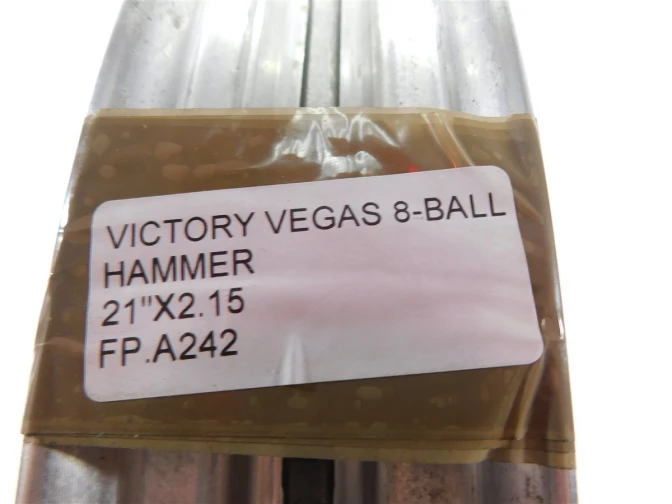 VICTORY VEGAS 8-BALL
HAMMER
21"X2.15
FP.A242